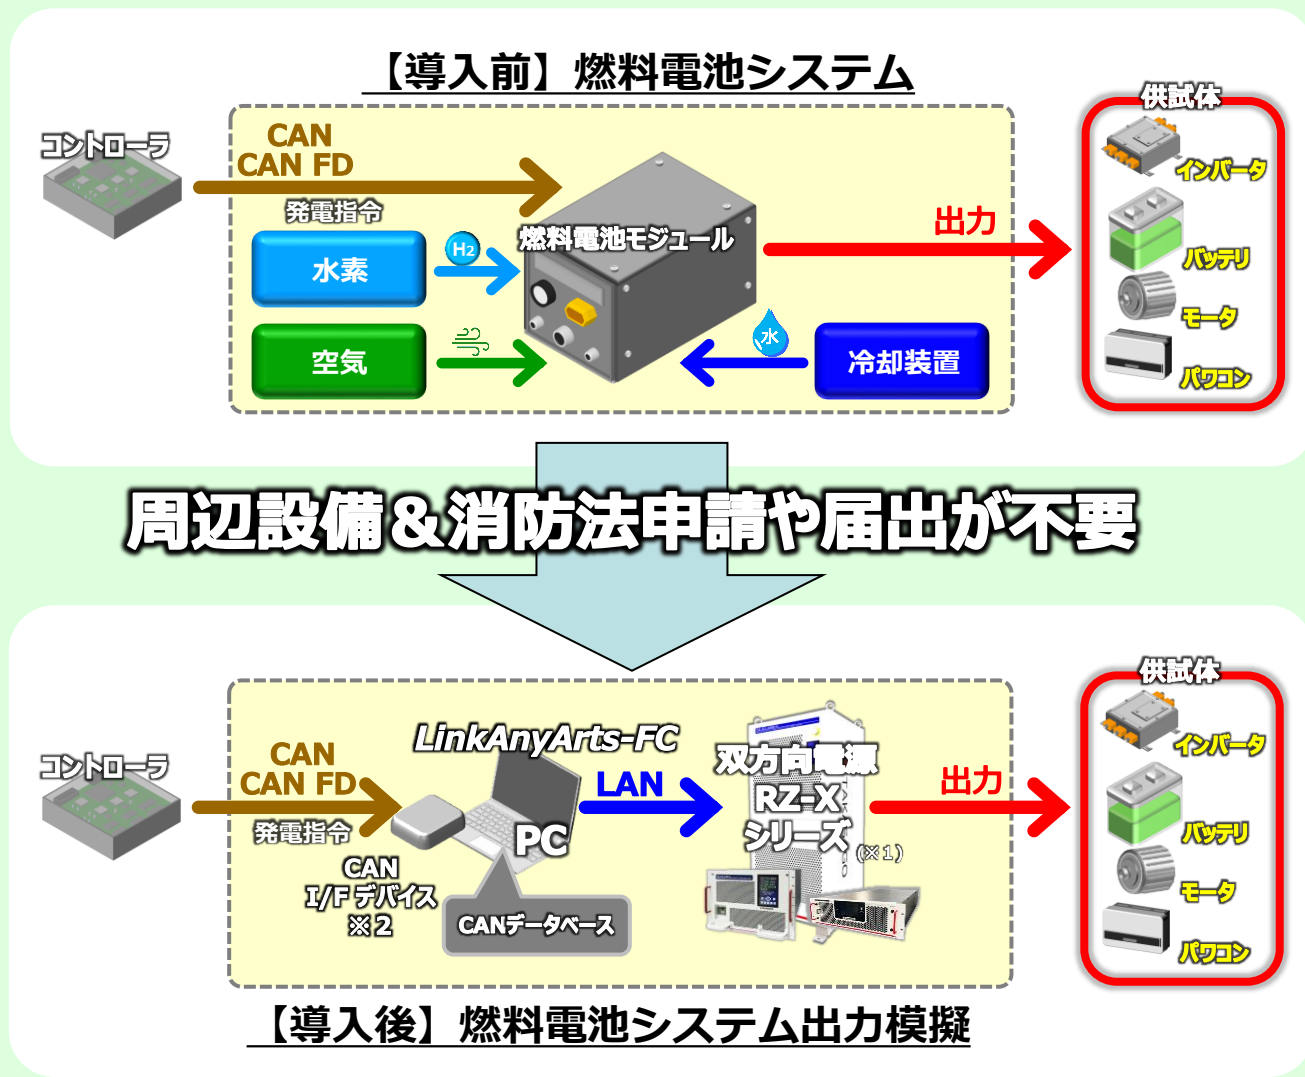 【導入前】燃料電池システム
コントローラ
CAN
CAN FD
発電指令
水素
H2
空気
燃料電池モジュール
水
冷却装置
出力
供試体
インバータ
バッテリ
モータ
パワコン
周辺設備&消防法申請や届出が不要
コントローラ
CAN
CAN FD
発電指令
CAN
I/Fデバイス
※2
LinkAnyArts-FC
PC
CANデータベース
LAN
双方向電源
RZ-X
シリーズ
(※1)
出力
供試体
インバータ
バッテリ
モータ
パワコン
【導入後】燃料電池システム出力模擬